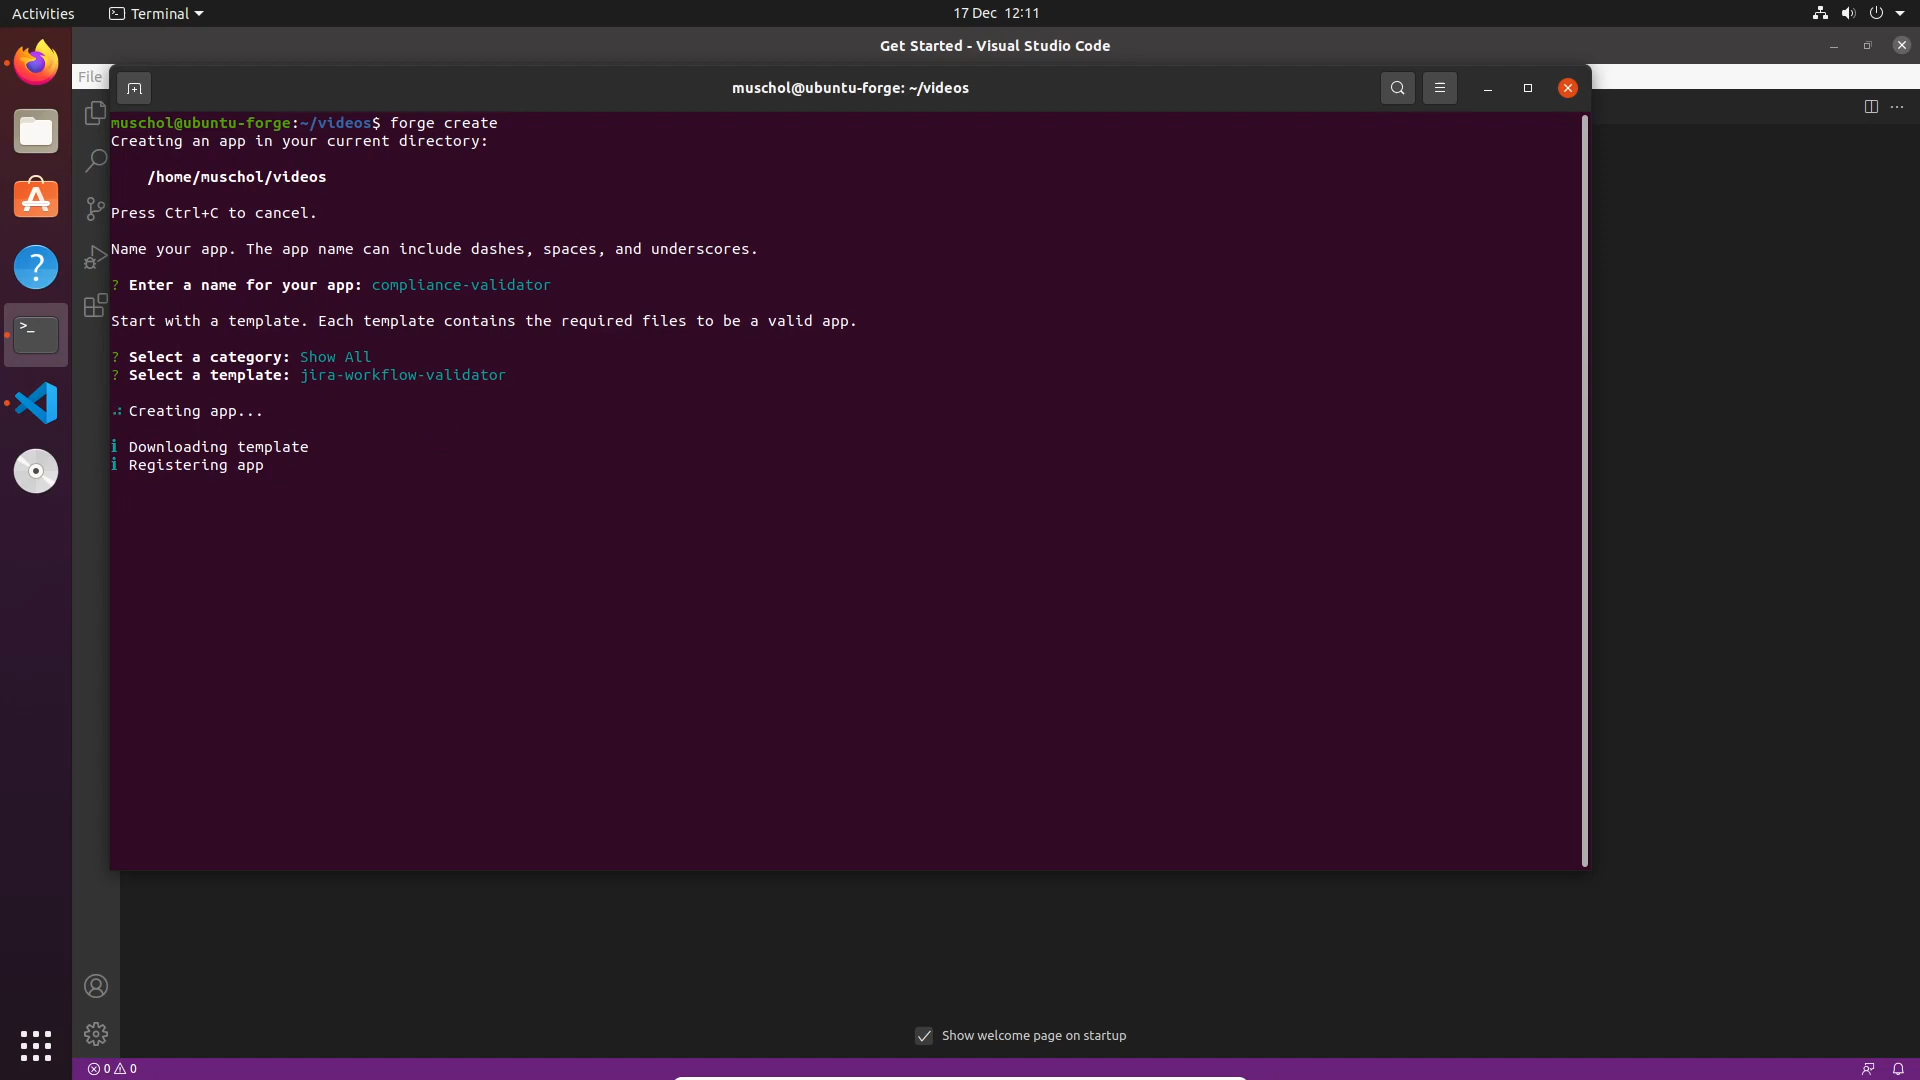 Activities
Terminal
17 Dec 12:11
Get Started - Visual Studio Code
File
muschol@ubuntu-forge: ~/videos
muschol@ubuntu-forge:~/videos$ forge create
Creating an app in your current directory:
/home/muschol/videos
Press Ctrl+C to cancel.
Name your app. The app name can include dashes, spaces, and underscores.
? Enter a name for your app: compliance-validator
Start with a template. Each template contains the required files to be a valid app.
? Select a category: Show All
? Select a template: jira-workflow-validator
Creating app...
ℹ Downloading template
ℹ Registering app
Show welcome page on startup
0 0